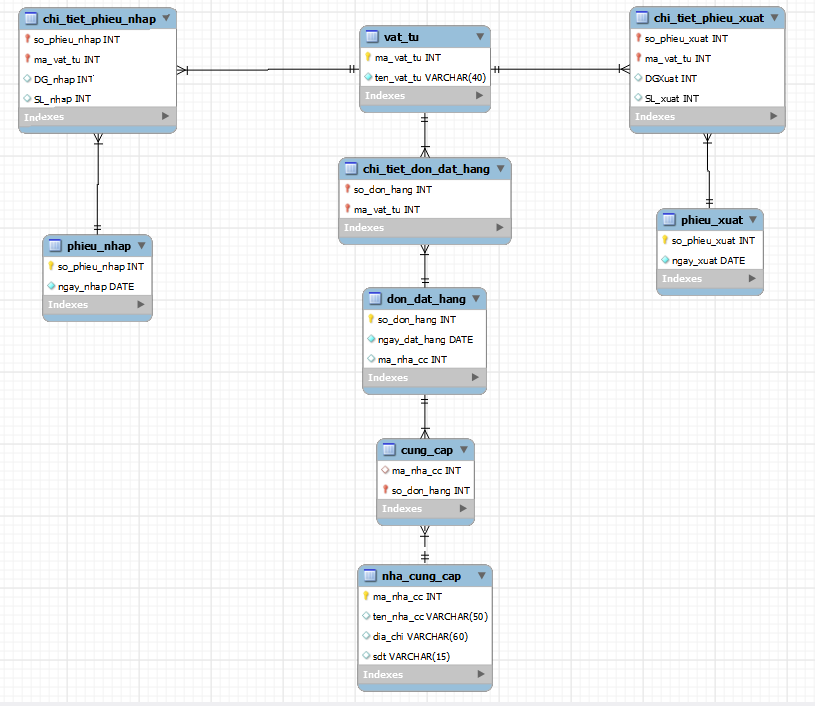 chi_tiet_phieu_nhap
so_phieu_nhap INT
ma_vat_tu INT
DG_nhap INT
SL_nhap INT
Indexes
vat_tu
ma_vat_tu INT
ten_vat_tu VARCHAR(40)
Indexes
chi_tiet_phieu_xuat
so_phieu_xuat INT
ma_vat_tu INT
DGXuat INT
SL_xuat INT
Indexes
chi_tiet_don_dat_hang
so_don_hang INT
ma_vat_tu INT
Indexes
phieu_nhap
so_phieu_nhap INT
ngay_nhap DATE
Indexes
phieu_xuat
so_phieu_xuat INT
ngay_xuat DATE
Indexes
don_dat_hang
so_don_hang INT
ngay_dat_hang DATE
ma_nha_cc INT
Indexes
cung_cap
ma_nha_cc INT
so_don_hang INT
Indexes
nha_cung_cap
ma_nha_cc INT
ten_nha_cc VARCHAR(50)
dia_chi VARCHAR(60)
sdt VARCHAR(15)
Indexes